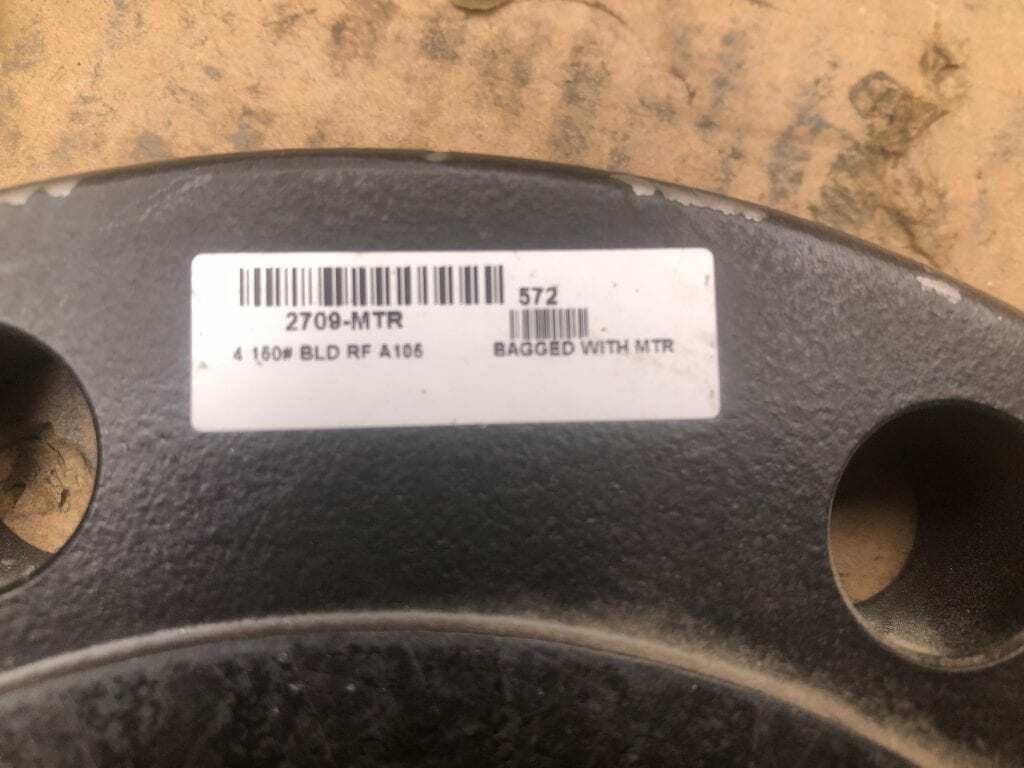 572
2709-MTR
4 150# BLD RF A105
BAGGED WITH MTR